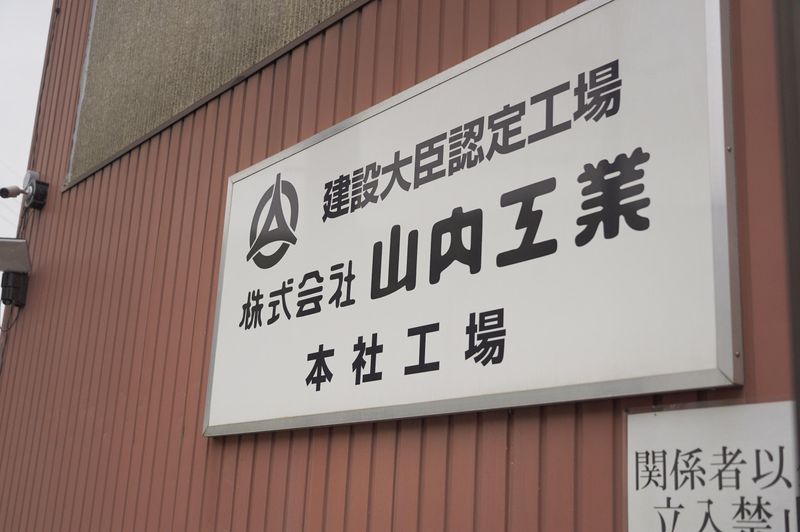 建設大臣認定工場
株式会社 山内工業
本社工場
関係者以
立入禁